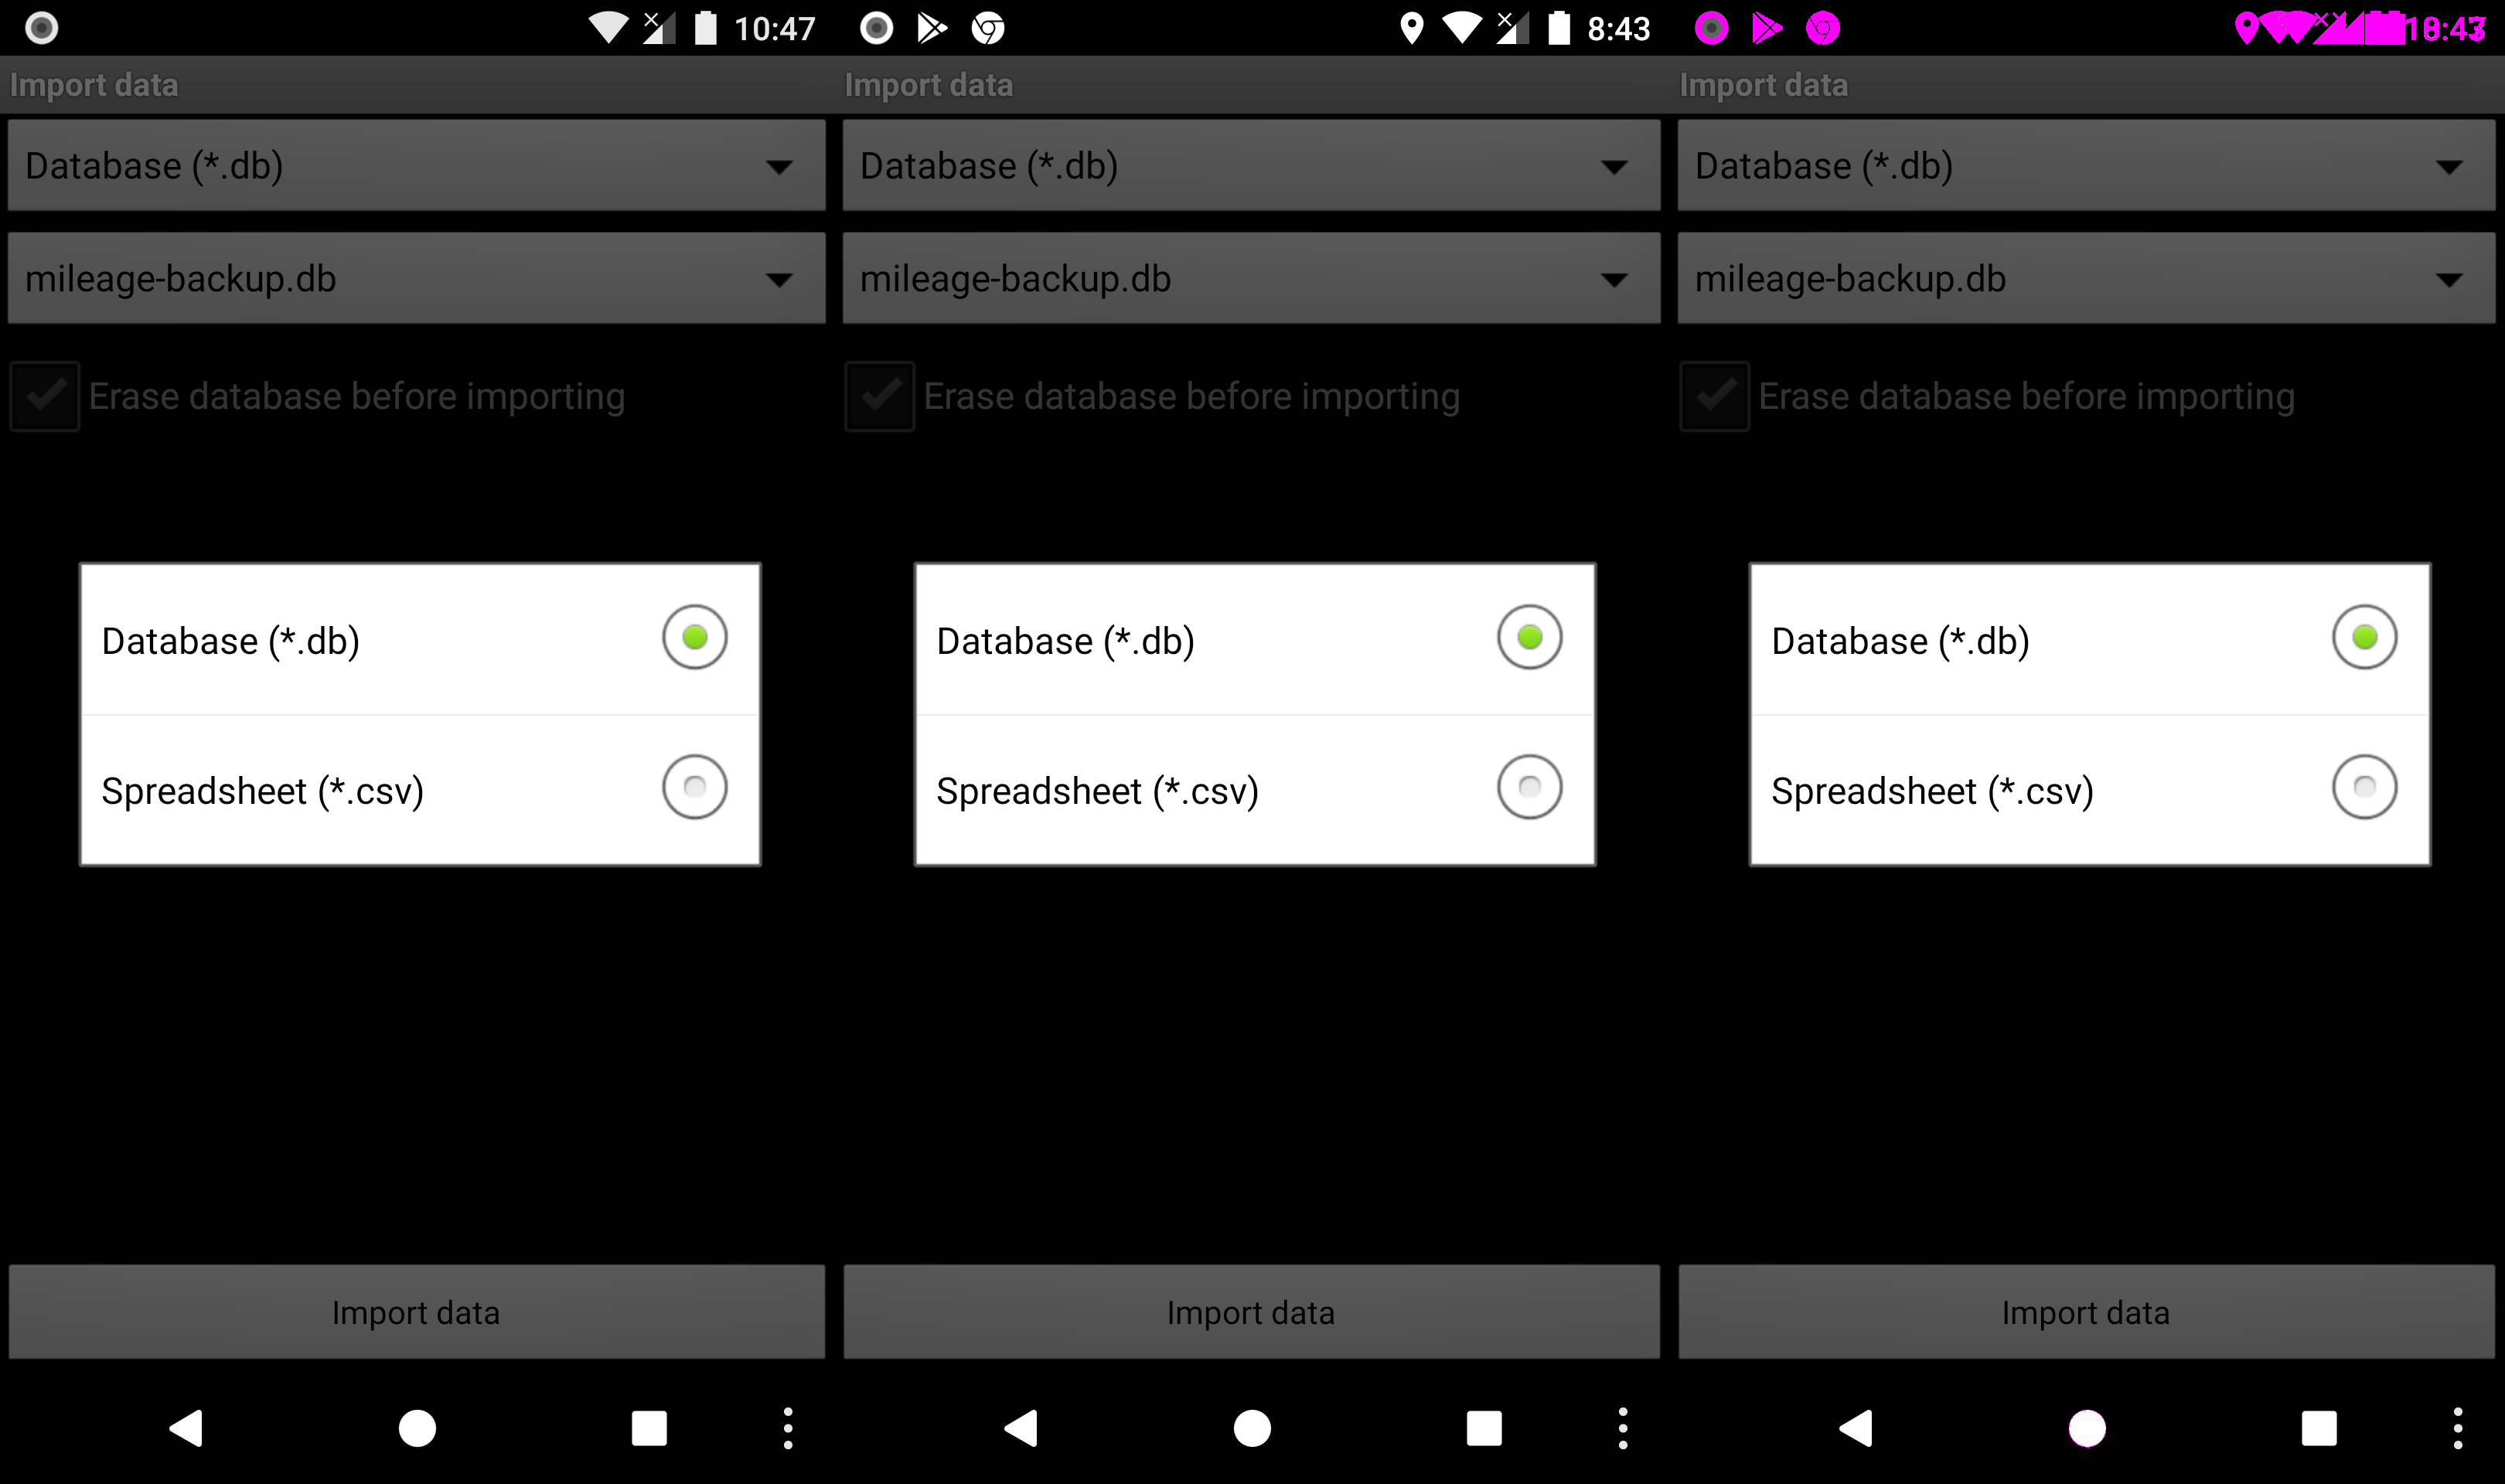 10:47
Import data
Database (*.db)
mileage-backup.db
Erase database before importing
Database (*.db)
Spreadsheet (*.csv)
Import data
8:43
Import data
Database (*.db)
mileage-backup.db
Erase database before importing
Database (*.db)
Spreadsheet (*.csv)
Import data
Import data
Database (*.db)
mileage-backup.db
Erase database before importing
Database (*.db)
Spreadsheet (*.csv)
Import data